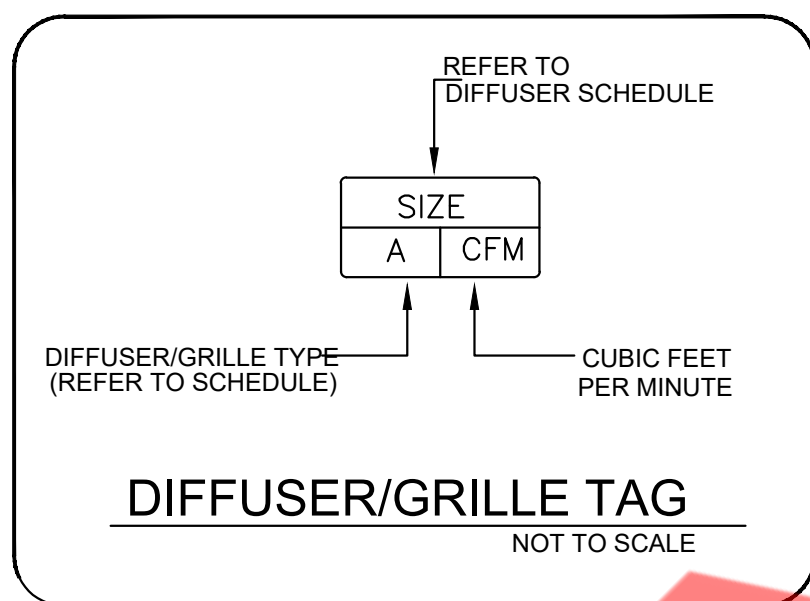 REFER TO
DIFFUSER SCHEDULE
SIZE
A
CFM
DIFFUSER/GRILLE TYPE
(REFER TO SCHEDULE)
CUBIC FEET
PER MINUTE
DIFFUSER/GRILLE TAG
NOT TO SCALE